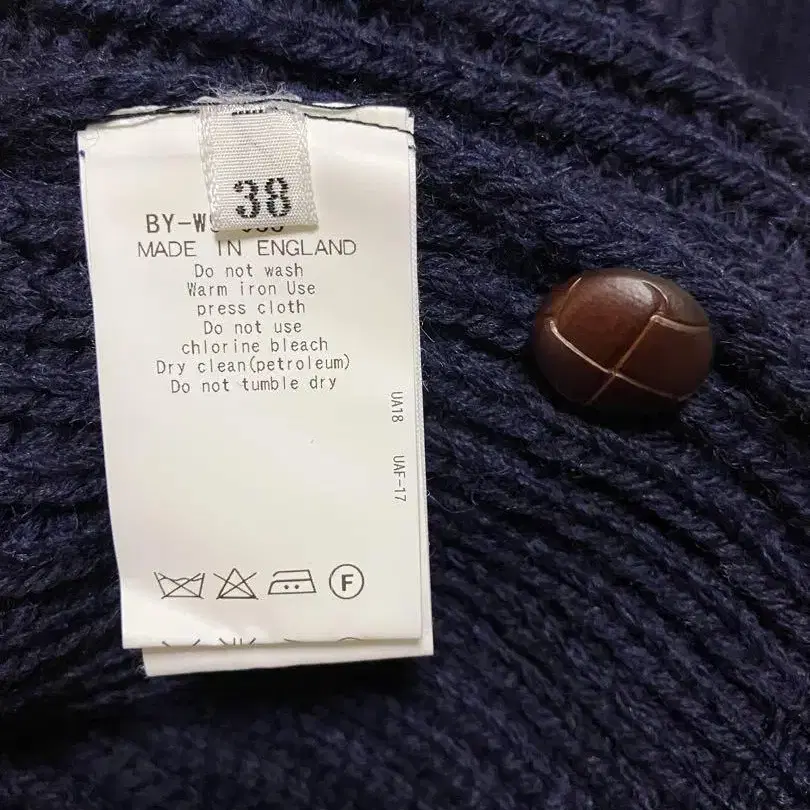 38
BY-W
MADE IN ENGLAND
Do not wash
Warm iron Use
press cloth
Do not use
chlorine bleach
Dry clean(petroleum)
Do not tumble dry
UA18 UAF-17
F